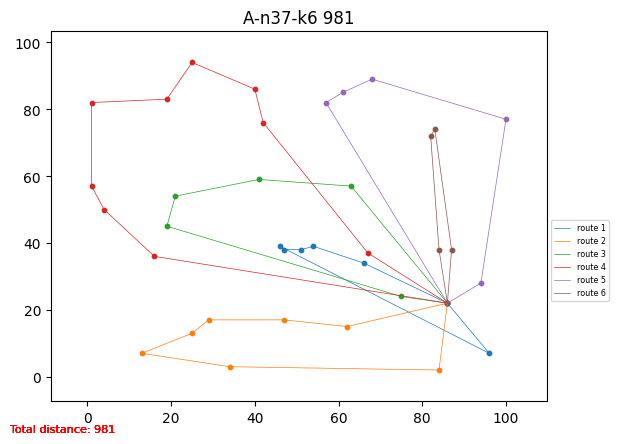 A-n37-k6 981
100
80
60
40
20
0
0 20 40 60 80 100
route 1
route 2
route 3
route 4
route 5
route 6
Total distance: 981